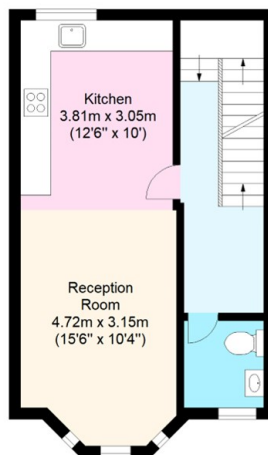 Kitchen
3.81m x 3.05m
(12'6" x 10')
Reception
Room
4.72m x 3.15m
(15'6" x 10'4")